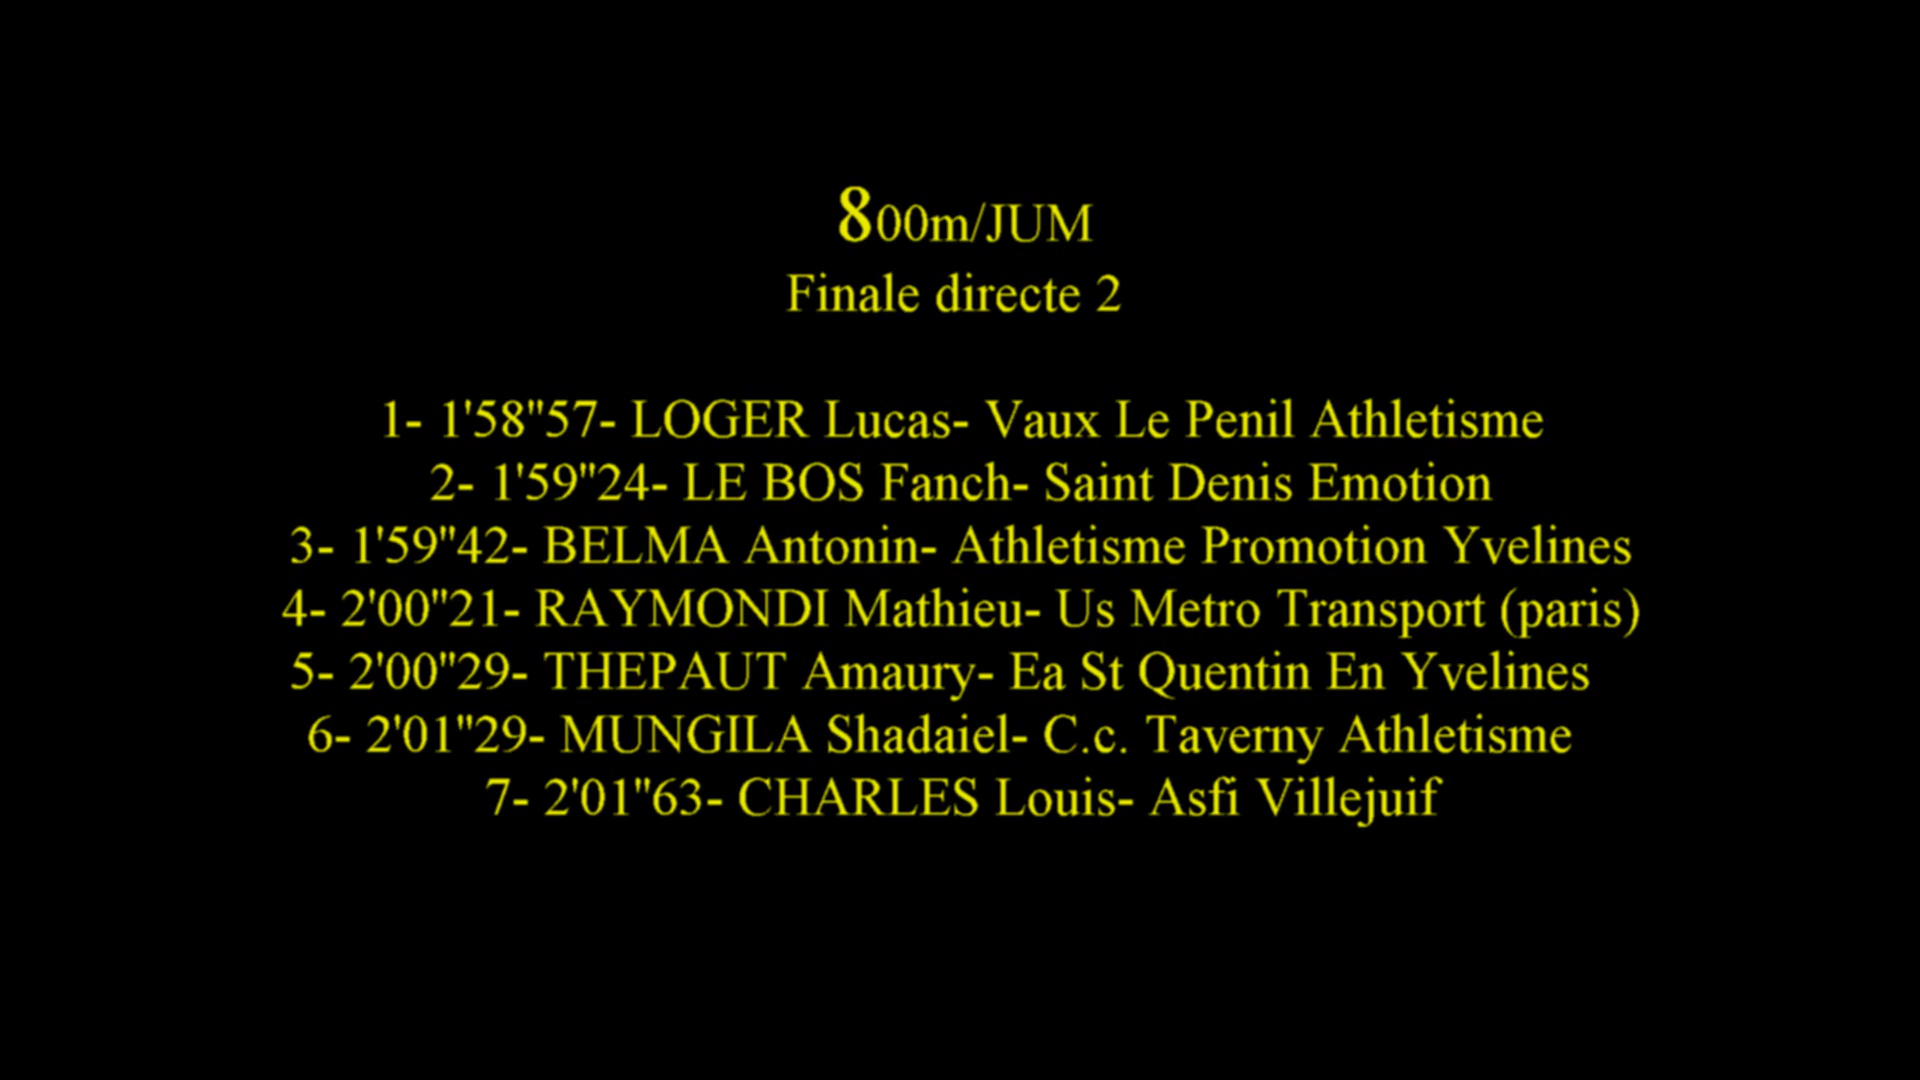 800m/JUM
Finale directe 2
1- 1'58"57- LOGER Lucas- Vaux Le Penil Athletisme
2- 1'59"24- LE BOS Fanch- Saint Denis Emotion
3- 1'59"42- BELMA Antonin- Athletisme Promotion Yvelines
4- 2'00"21- RAYMONDI Mathieu- Us Metro Transport (paris)
5- 2'00"29- THEPAUT Amaury- Ea St Quentin En Yvelines
6- 2'01"29- MUNGILA Shadaiel- C.c. Taverny Athletisme
7- 2'01"63- CHARLES Louis- Asfi Villejuif